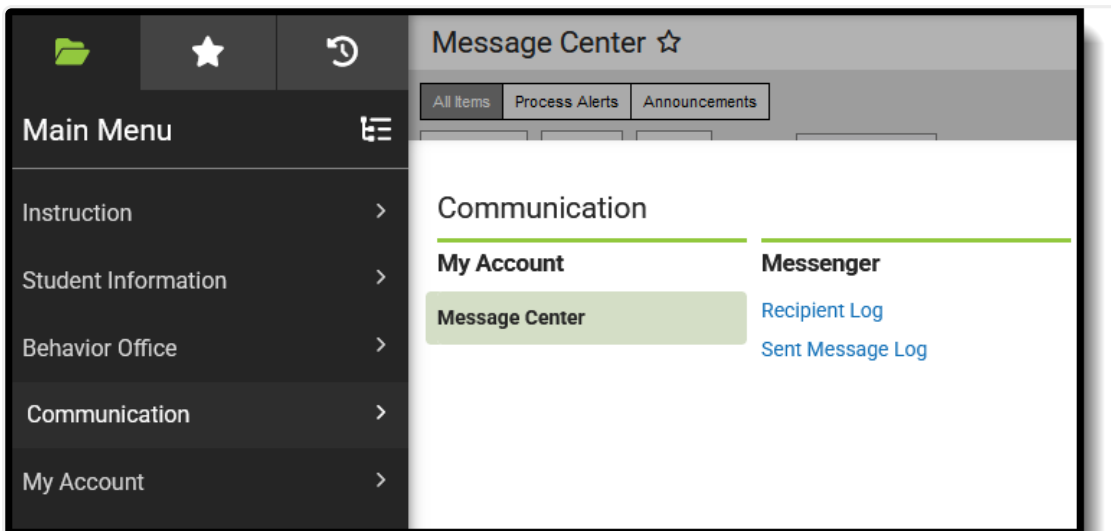 Main Menu
Instruction
Student Information
Behavior Office
Communication
My Account
Message Center
All Items Process Alerts Announcements
Communication
My Account
Message Center
Messenger
Recipient Log
Sent Message Log